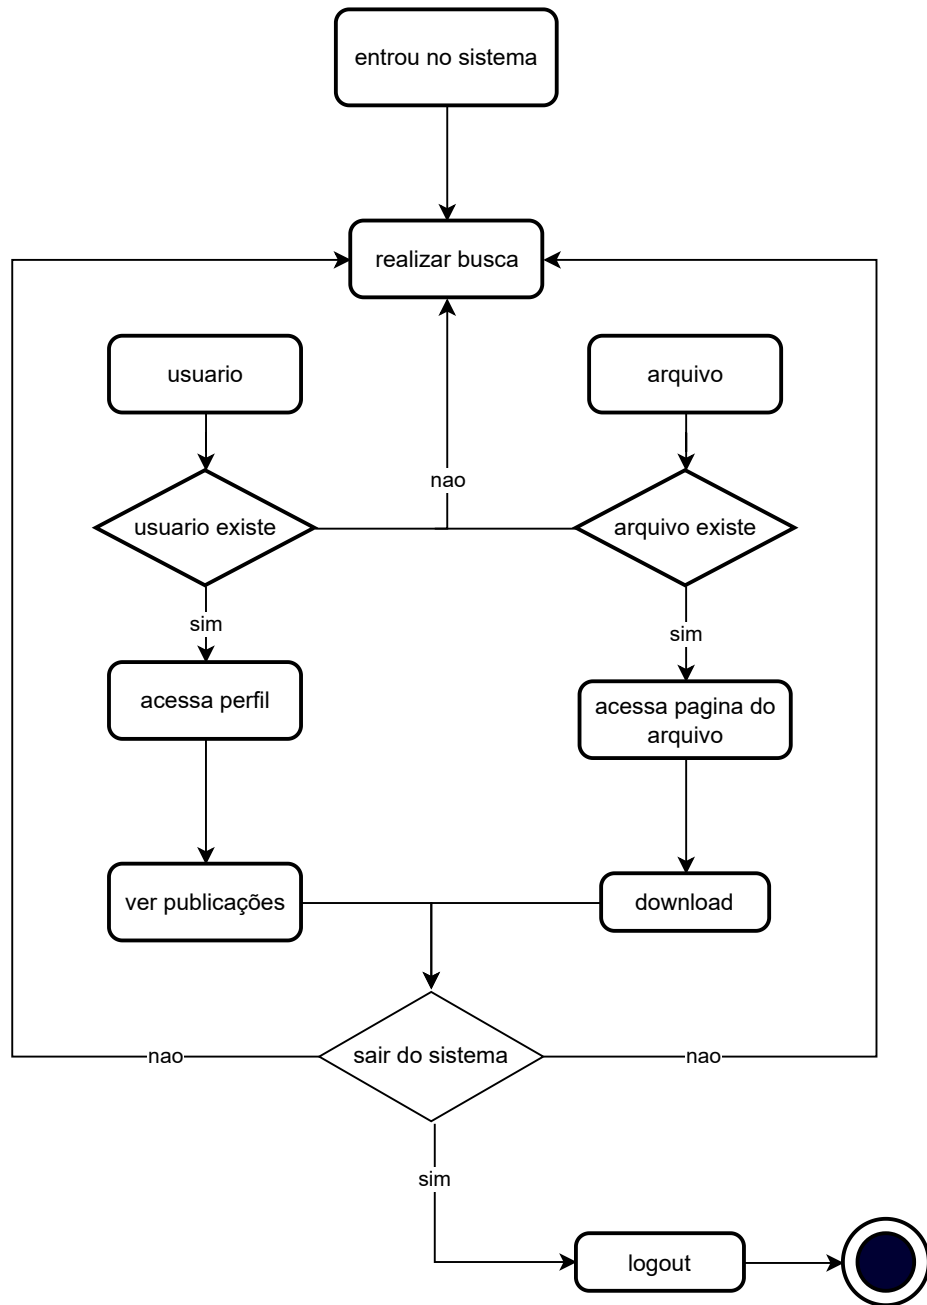 entrou no sistema
realizar busca
usuario
arquivo
nao
usuario existe
arquivo existe
sim
sim
acessa perfil
acessa pagina do
arquivo
ver publicações
download
nao
sair do sistema
nao
sim
logout